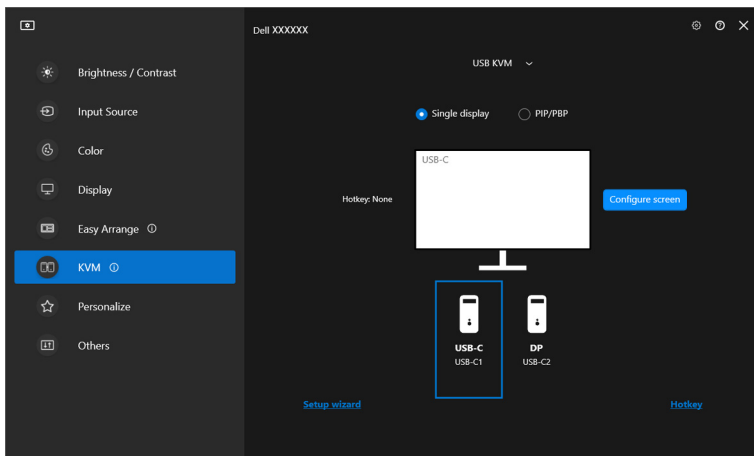 Dell XXXXXX
Brightness / Contrast
Input Source
Color
Display
Easy Arrange
KVM
Personalize
Others
USB KVM
Single display
PIP/PBP
USB-C
Hotkey: None
Configure screen
USB-C
USB-C1
DP
USB-C2
Setup wizard
Hotkey